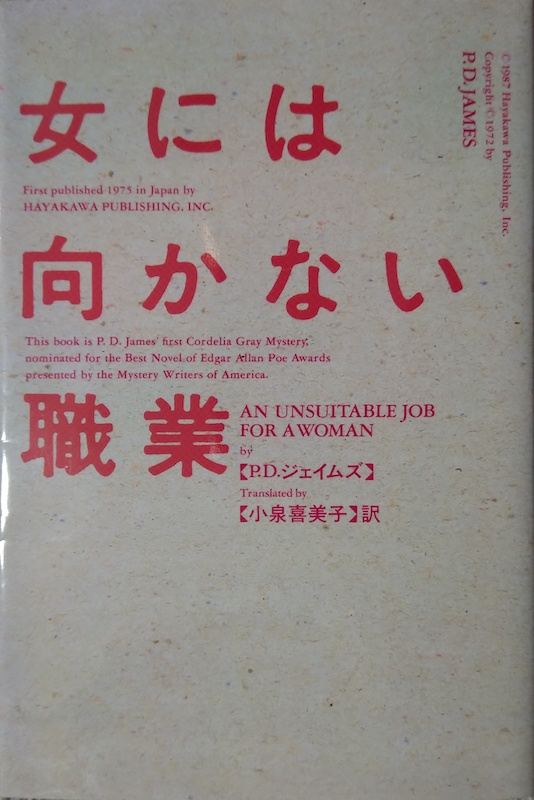 女には
First published 1975 in Japan by
HAYAKAWA PUBLISHING, INC.
向かない
This book is P. D. James' first Cordelia Gray Mystery,
nominated for the Best Novel of Edgar Allan Poe Awards
presented by the Mystery Writers of America.
職業
AN UNSUITABLE JOB
FOR A WOMAN
by
【P.D.ジェイムズ】
Translated by
【小泉喜美子】訳
© 1987 Hayakawa Publishing, Inc.
Copyright © 1972 by
P.D. JAMES